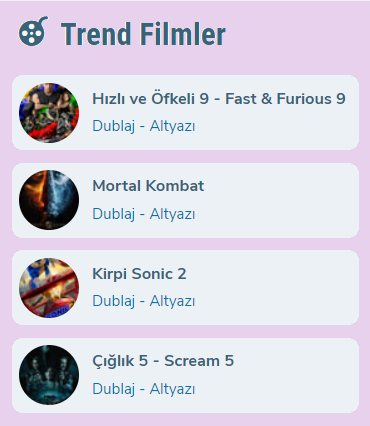 Trend Filmler
Hızlı ve Öfkeli 9 - Fast & Furious 9
Dublaj - Altyazı
Mortal Kombat
Dublaj - Altyazı
Kirpi Sonic 2
Dublaj - Altyazı
Çığlık 5 - Scream 5
Dublaj - Altyazı